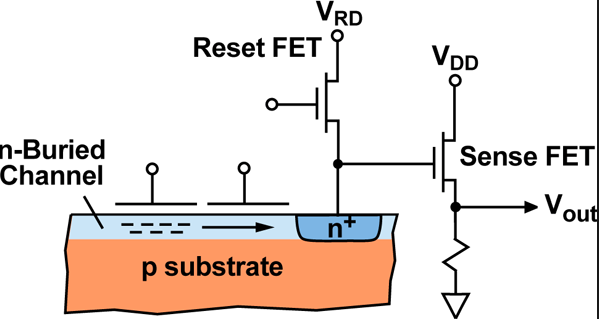 V_RD
Reset FET
V_DD
n-Buried
Channel
Sense FET
V_out
n⁺
p substrate